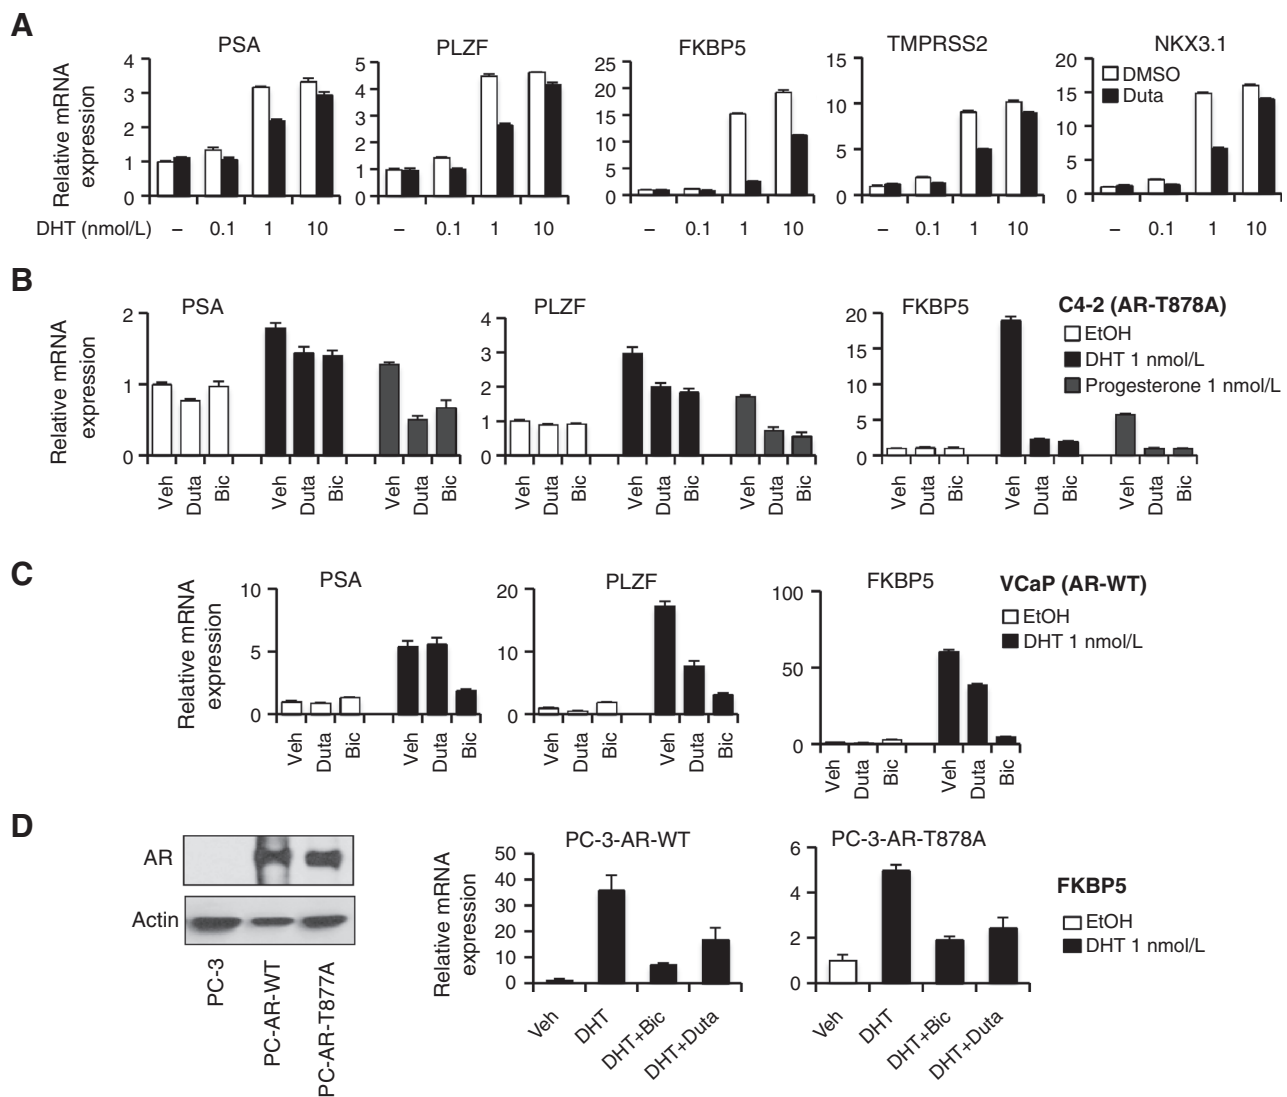 A
PSA
PLZF
FKBP5
TMPRSS2
NKX3.1
Relative mRNA
expression
4
3
2
1
0
5
4
3
2
1
0
25
20
15
10
5
0
15
10
5
0
20
15
10
5
0
DMSO
Duta
DHT (nmol/L)
– 0.1 1 10
– 0.1 1 10
– 0.1 1 10
– 0.1 1 10
– 0.1 1 10
B
PSA
PLZF
FKBP5
C4-2 (AR-T878A)
EtOH
DHT 1 nmol/L
Progesterone 1 nmol/L
Relative mRNA
expression
2
1
0
4
3
2
1
0
20
15
10
5
0
Veh Duta Bic Veh Duta Bic Veh Duta Bic
Veh Duta Bic Veh Duta Bic Veh Duta Bic
Veh Duta Bic Veh Duta Bic Veh Duta Bic
C
PSA
PLZF
FKBP5
VCaP (AR-WT)
EtOH
DHT 1 nmol/L
Relative mRNA
expression
10
5
0
20
10
0
100
50
0
Veh Duta Bic Veh Duta Bic
Veh Duta Bic Veh Duta Bic
Veh Duta Bic Veh Duta Bic
D
AR
Actin
PC-3
PC-AR-WT
PC-AR-T877A
PC-3-AR-WT
Relative mRNA
expression
50
40
30
20
10
0
Veh
DHT
DHT+Bic
DHT+Duta
PC-3-AR-T878A
6
4
2
0
Veh
DHT
DHT+Bic
DHT+Duta
FKBP5
EtOH
DHT 1 nmol/L